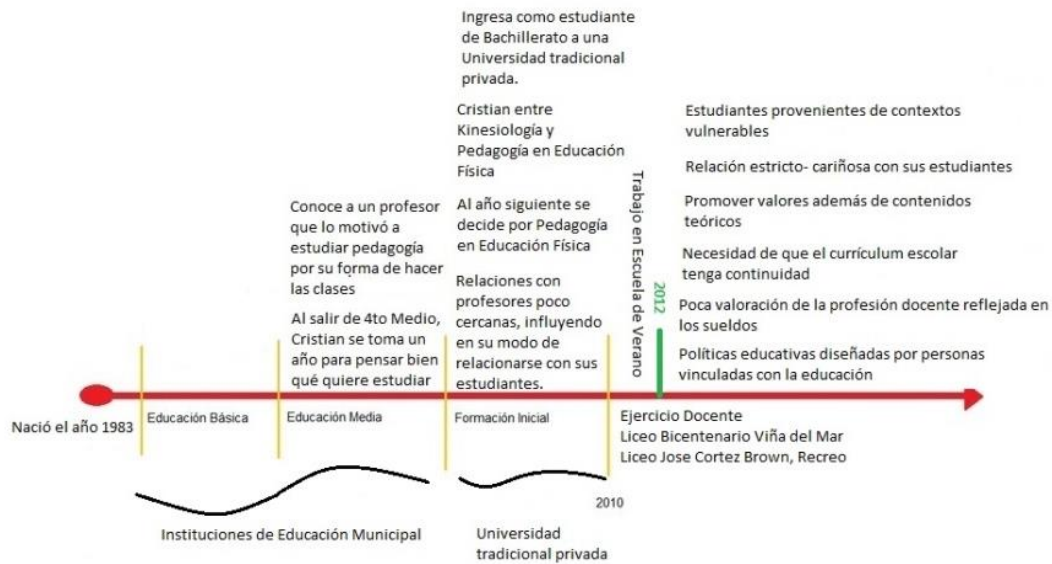 Ingresa como estudiante
de Bachillerato a una
Universidad tradicional
privada.
Cristian entre
Kinesiología y
Pedagogía en Educación
Física
Al año siguiente se
decide por Pedagogía
en Educación Física
Relaciones con
profesores poco
cercanas, influyendo
en su modo de
relacionarse con sus
estudiantes.
Conoce a un profesor
que lo motivó a
estudiar pedagogía
por su forma de hacer
las clases
Al salir de 4to Medio,
Cristian se toma un
año para pensar bien
qué quiere estudiar
Trabajo en Escuela de Verano
2012
Estudiantes provenientes de contextos
vulnerables
Relación estricto- cariñosa con sus estudiantes
Promover valores además de contenidos
teóricos
Necesidad de que el currículum escolar
tenga continuidad
Poca valoración de la profesión docente reflejada en
los sueldos
Políticas educativas diseñadas por personas
vinculadas con la educación
Nació el año 1983
Educación Básica
Educación Media
Formación Inicial
Ejercicio Docente
Liceo Bicentenario Viña del Mar
Liceo Jose Cortez Brown, Recreo
2010
Instituciones de Educación Municipal
Universidad
tradicional privada